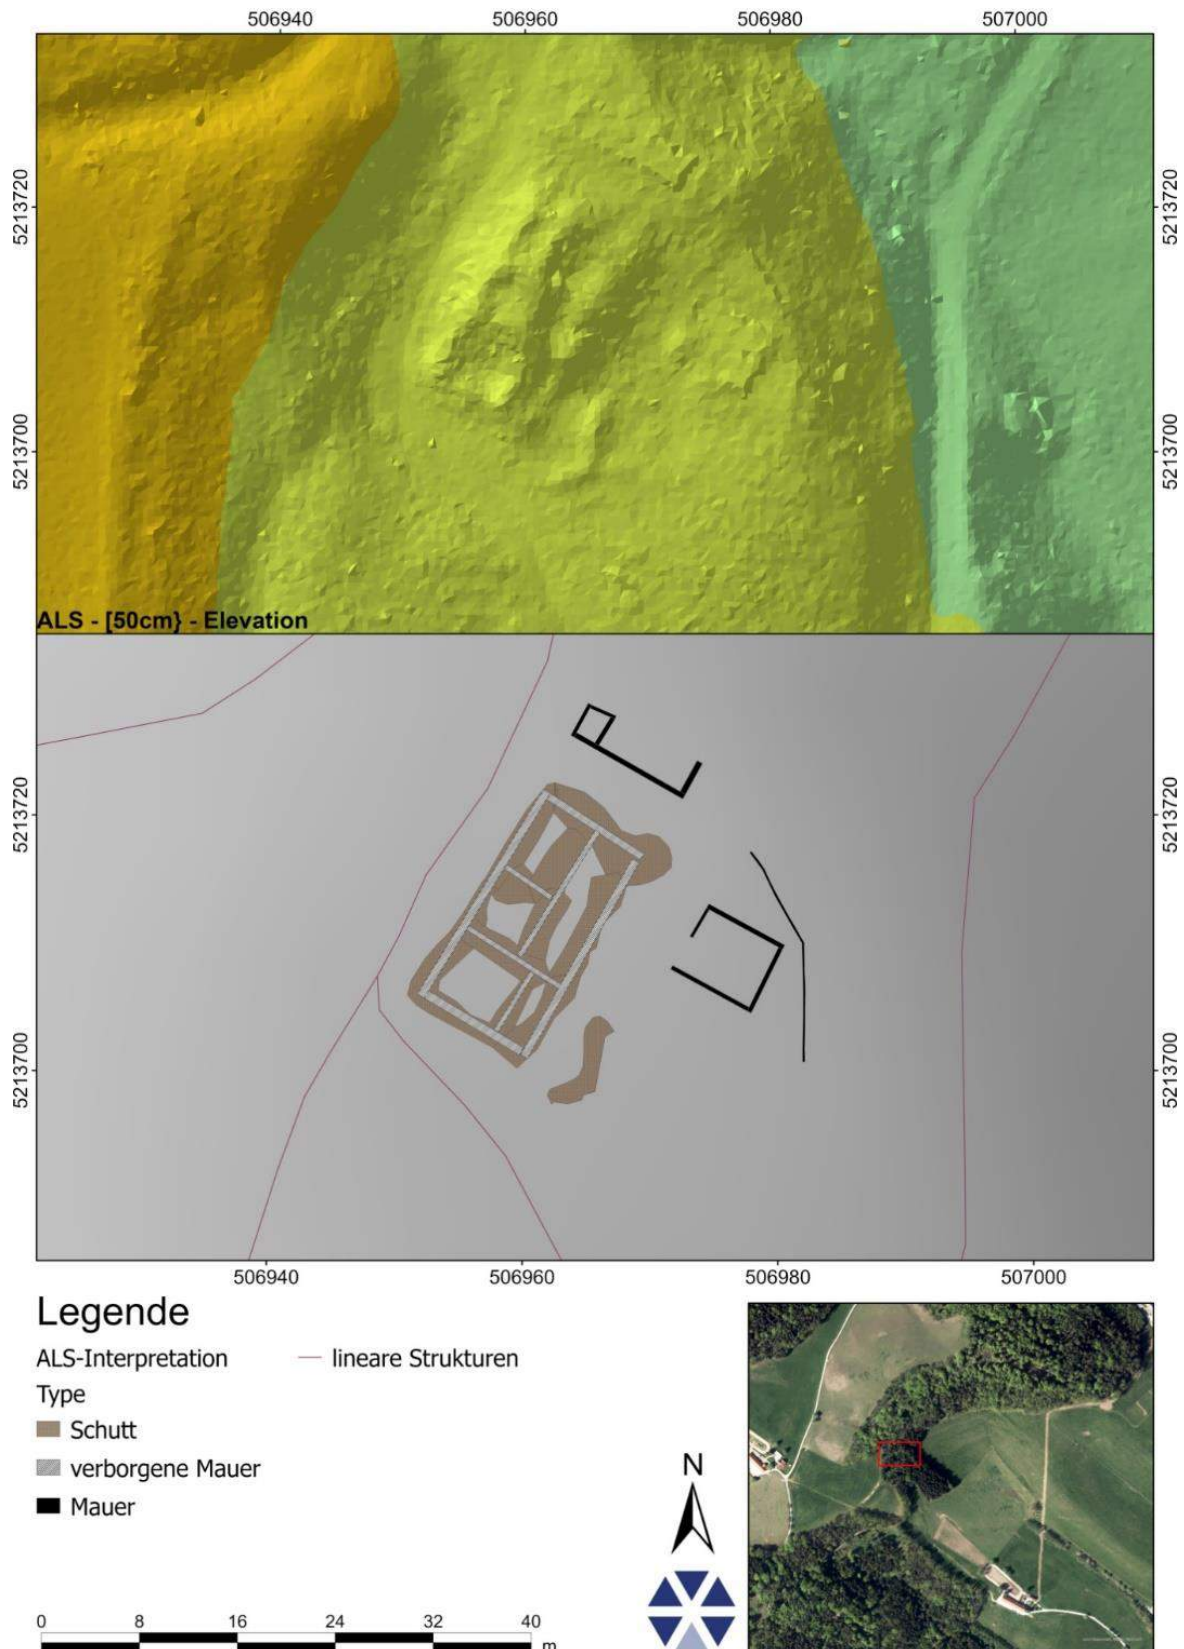 506940 506960 506980 507000
5213720 5213720
5213700 5213700
ALS - [50cm} - Elevation
5213720 5213720
5213700 5213700
506940 506960 506980 507000
Legende
ALS-Interpretation lineare Strukturen
Type
Schutt
verborgene Mauer
Mauer
N
0 8 16 24 32 40
m